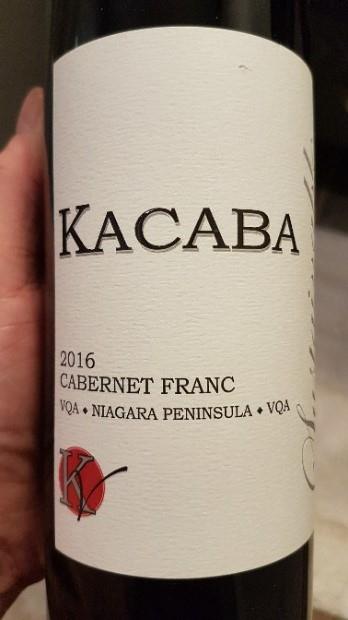 KACABA
2016
CABERNET FRANC
VQA ♦ NIAGARA PENINSULA ♦ VQA
K